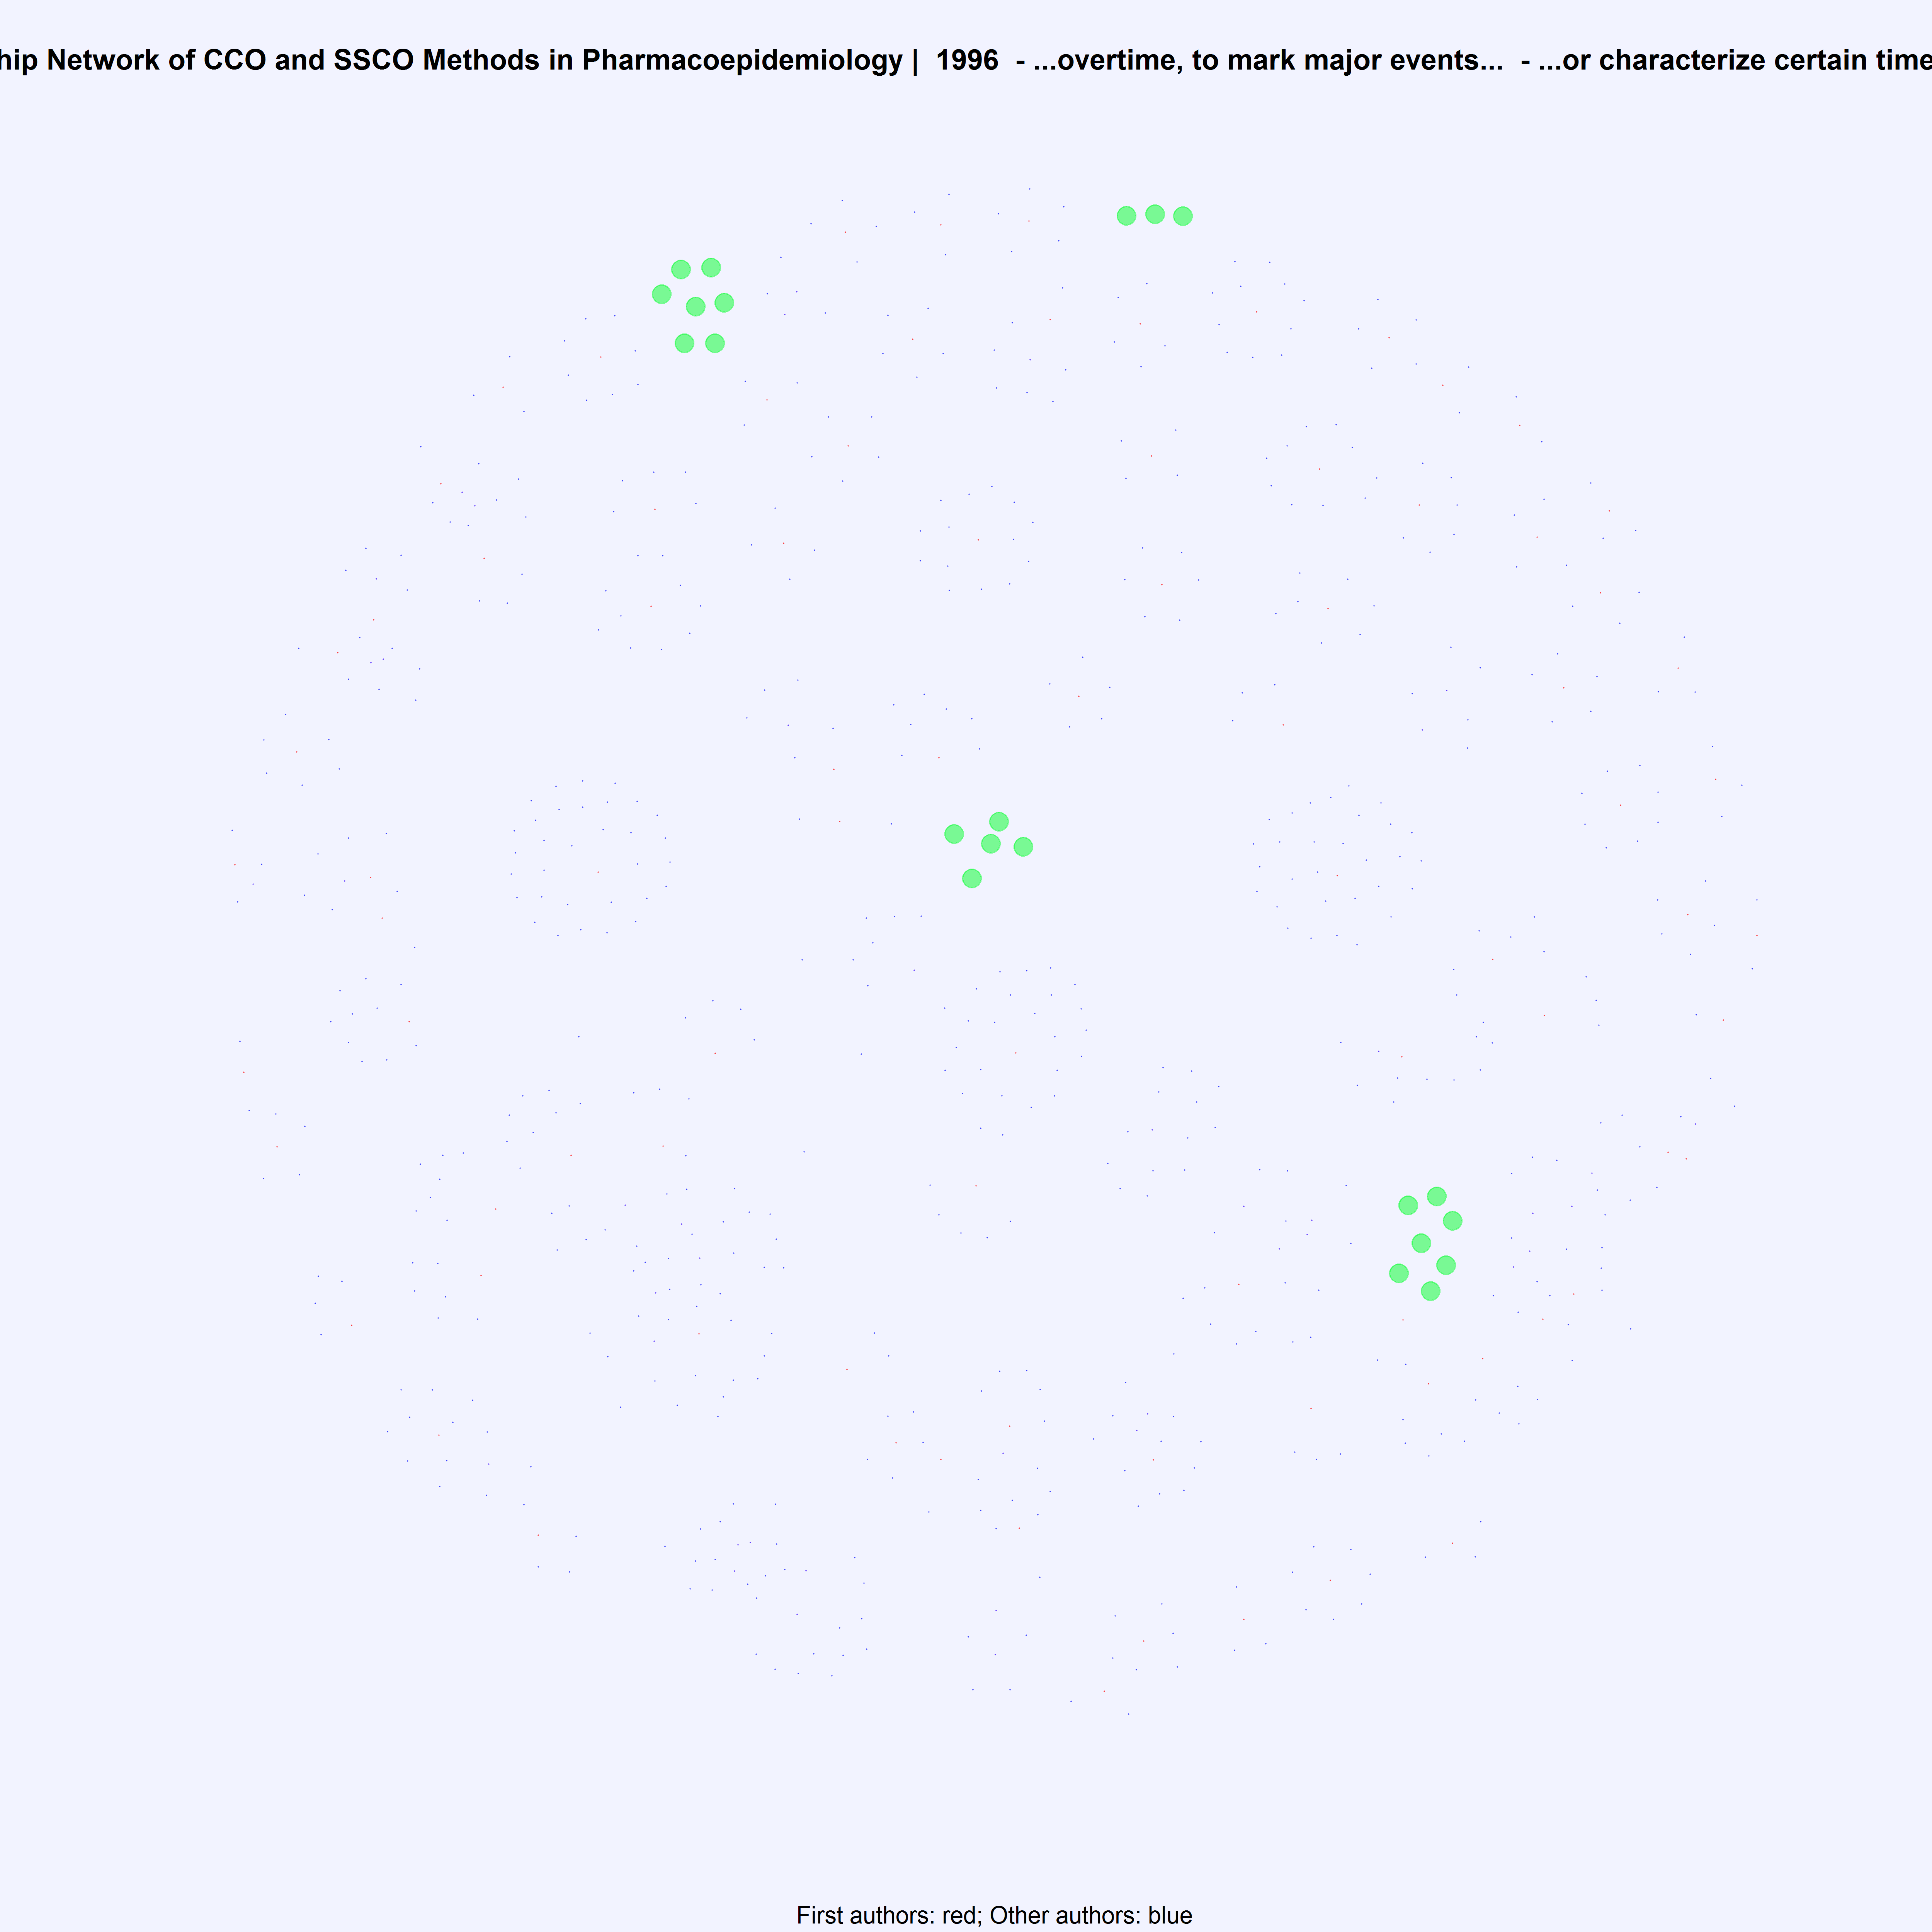 hip Network of CCO and SSCO Methods in Pharmacoepidemiology | 1996 - ...overtime, to mark major events... - ...or characterize certain time
First authors: red; Other authors: blue